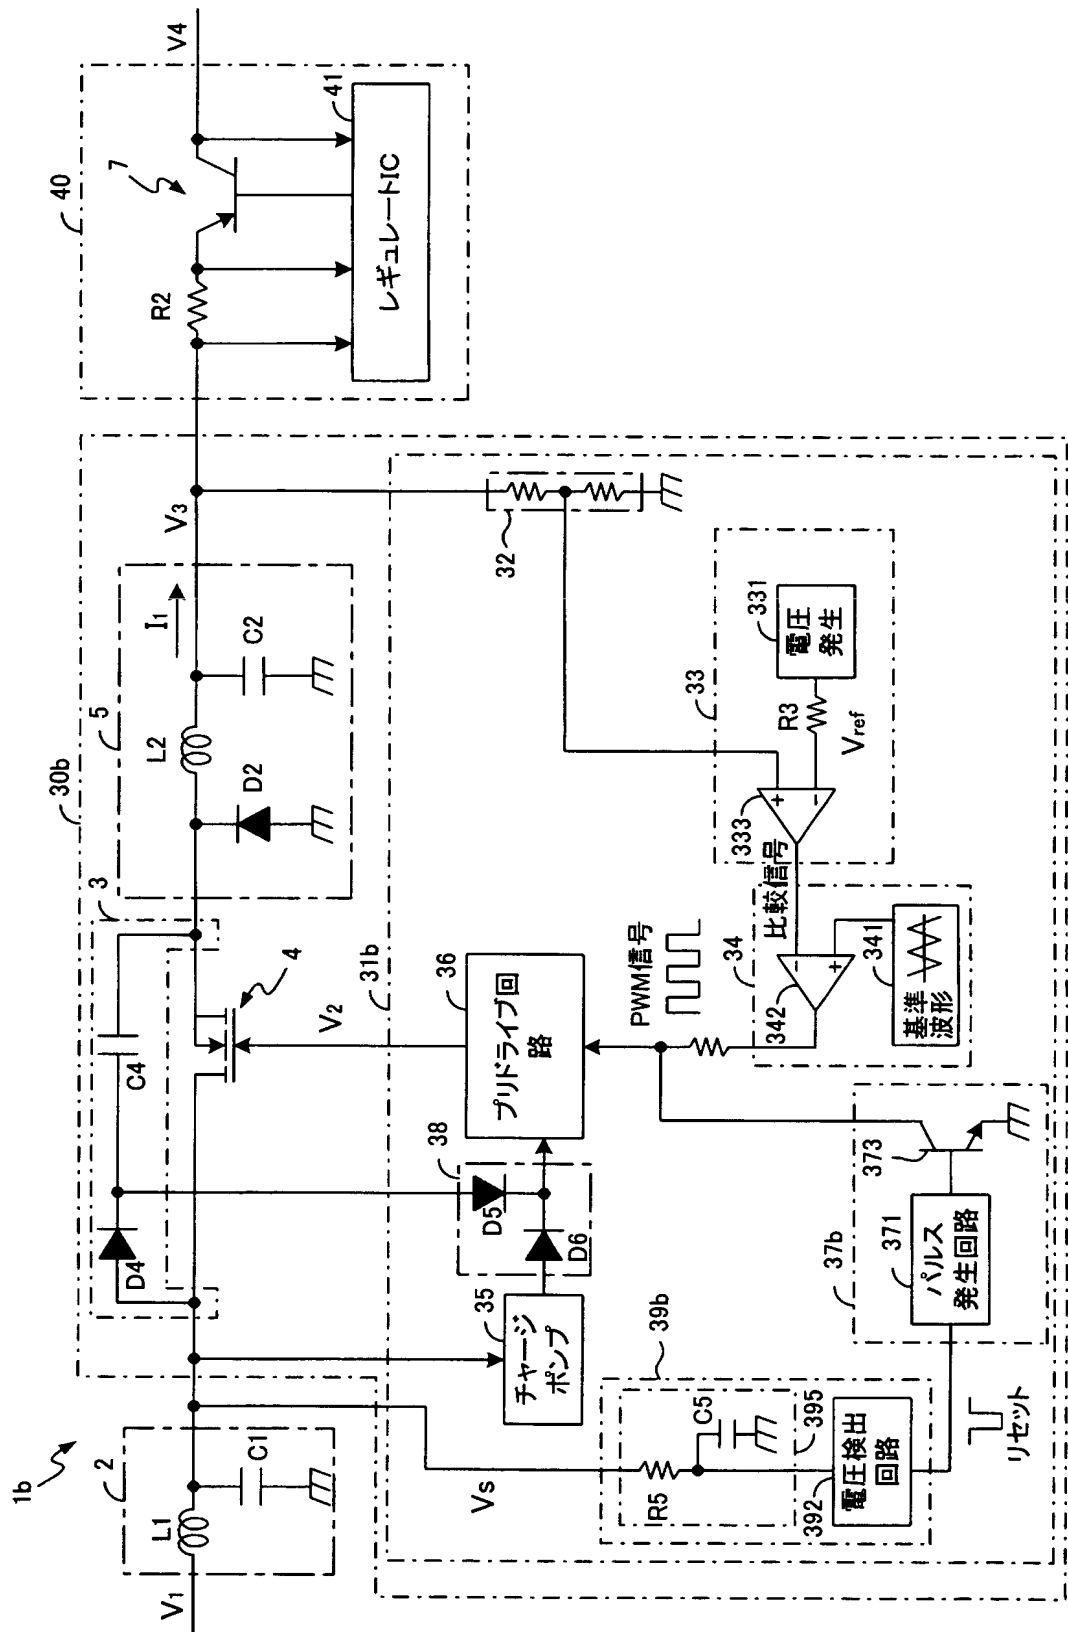 1b
V1
2
L1
C1
30b
D4
C4
3
4
5
D2
L2
C2
I1
V3
40
R2
7
V4
レギュレートIC
41
Vs
V2
31b
35
チャージ
ポンプ
38
D5
D6
36
プリドライブ回
路
PWM信号
32
39b
R5
C5
395
392
電圧検出
回路
リセット
37b
371
パルス
発生回路
373
34
342
341
基準
波形
比較信号
33
333
Vref
R3
331
電圧
発生
+
−
−
+